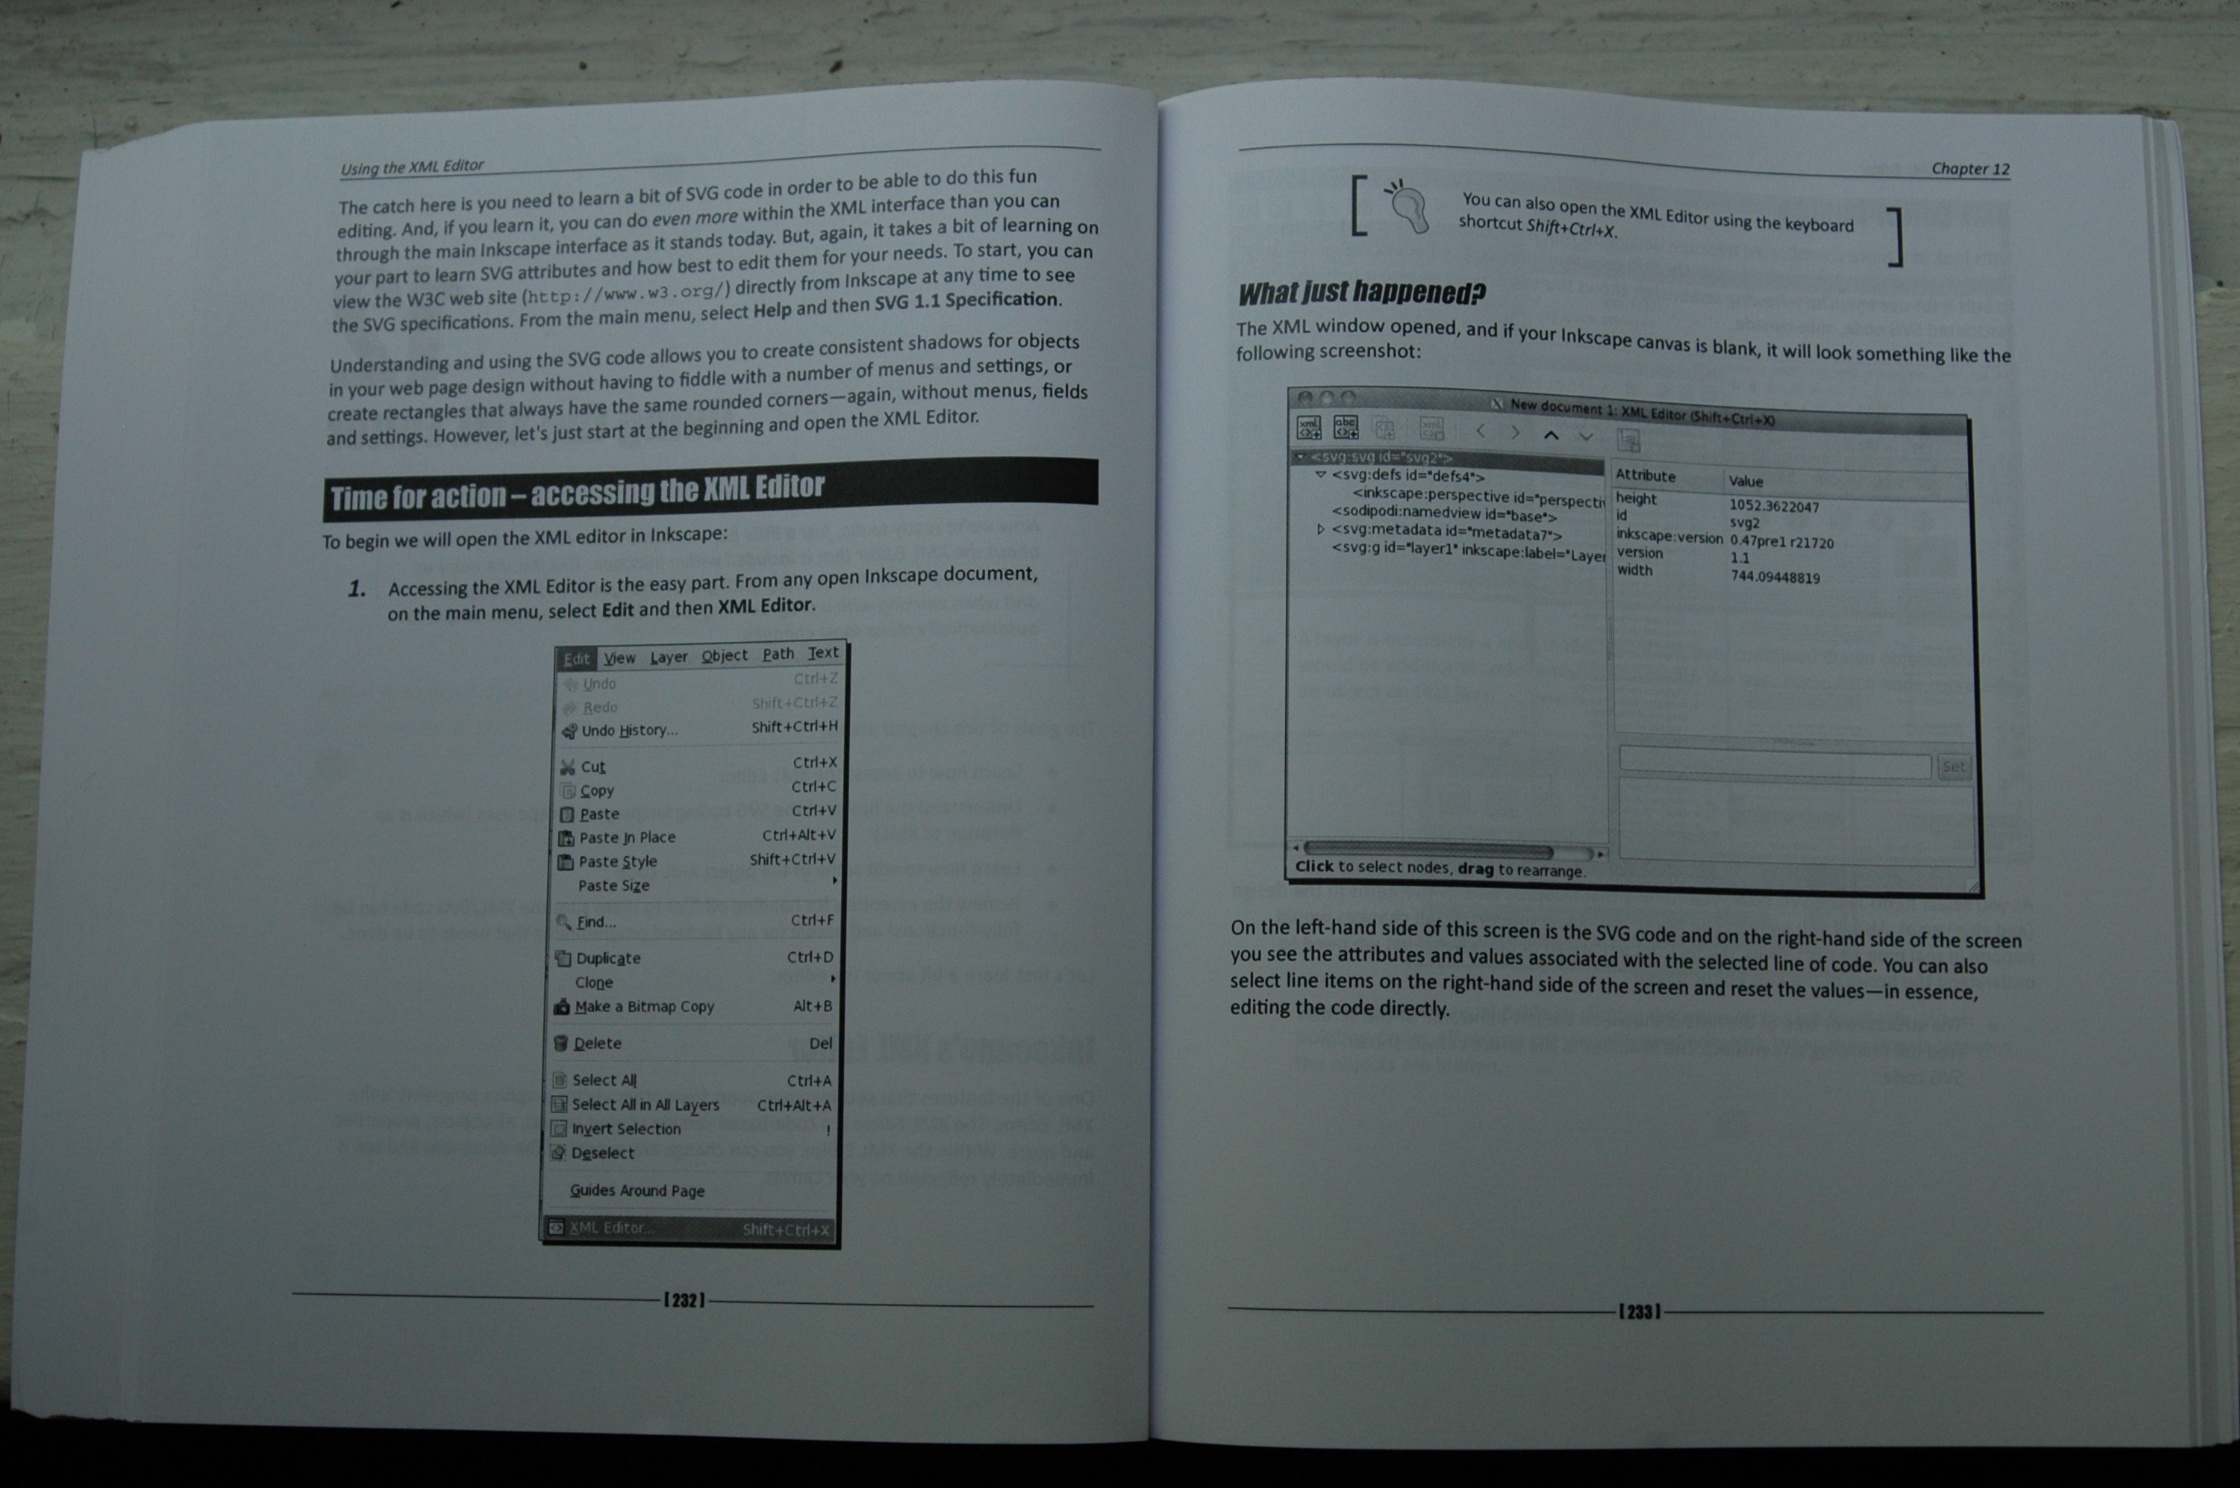 Using the XML Editor
The catch here is you need to learn a bit of SVG code in order to be able to do this fun
editing. And, if you learn it, you can do even more within the XML interface than you can
through the main Inkscape interface as it stands today. But, again, it takes a bit of learning on
your part to learn SVG attributes and how best to edit them for your needs. To start, you can
view the W3C web site (http://www.w3.org/) directly from Inkscape at any time to see
the SVG specifications. From the main menu, select Help and then SVG 1.1 Specification.
Understanding and using the SVG code allows you to create consistent shadows for objects
in your web page design without having to fiddle with a number of menus and settings, or
create rectangles that always have the same rounded corners—again, without menus, fields
and settings. However, let's just start at the beginning and open the XML Editor.
Time for action – accessing the XML Editor
To begin we will open the XML editor in Inkscape:
1. Accessing the XML Editor is the easy part. From any open Inkscape document,
on the main menu, select Edit and then XML Editor.
Edit View Layer Object Path Text
Undo Ctrl+Z
Redo Shift+Ctrl+Z
Undo History... Shift+Ctrl+H
Cut Ctrl+X
Copy Ctrl+C
Paste Ctrl+V
Paste In Place Ctrl+Alt+V
Paste Style Shift+Ctrl+V
Paste Size
Find... Ctrl+F
Duplicate Ctrl+D
Clone
Make a Bitmap Copy Alt+B
Delete Del
Select All Ctrl+A
Select All in All Layers Ctrl+Alt+A
Invert Selection !
Deselect
Guides Around Page
XML Editor... Shift+Ctrl+X
[ 232 ]
Chapter 12
You can also open the XML Editor using the keyboard
shortcut Shift+Ctrl+X.
What just happened?
The XML window opened, and if your Inkscape canvas is blank, it will look something like the
following screenshot:
New document 1: XML Editor (Shift+Ctrl+X)
<svg:svg id="svg2">
<svg:defs id="defs4">
<inkscape:perspective id="perspecti
<sodipodi:namedview id="base">
<svg:metadata id="metadata7">
<svg:g id="layer1" inkscape:label="Layer
Attribute Value
height 1052.3622047
id svg2
inkscape:version 0.47pre1 r21720
version 1.1
width 744.09448819
Set
Click to select nodes, drag to rearrange.
On the left-hand side of this screen is the SVG code and on the right-hand side of the screen
you see the attributes and values associated with the selected line of code. You can also
select line items on the right-hand side of the screen and reset the values—in essence,
editing the code directly.
[ 233 ]